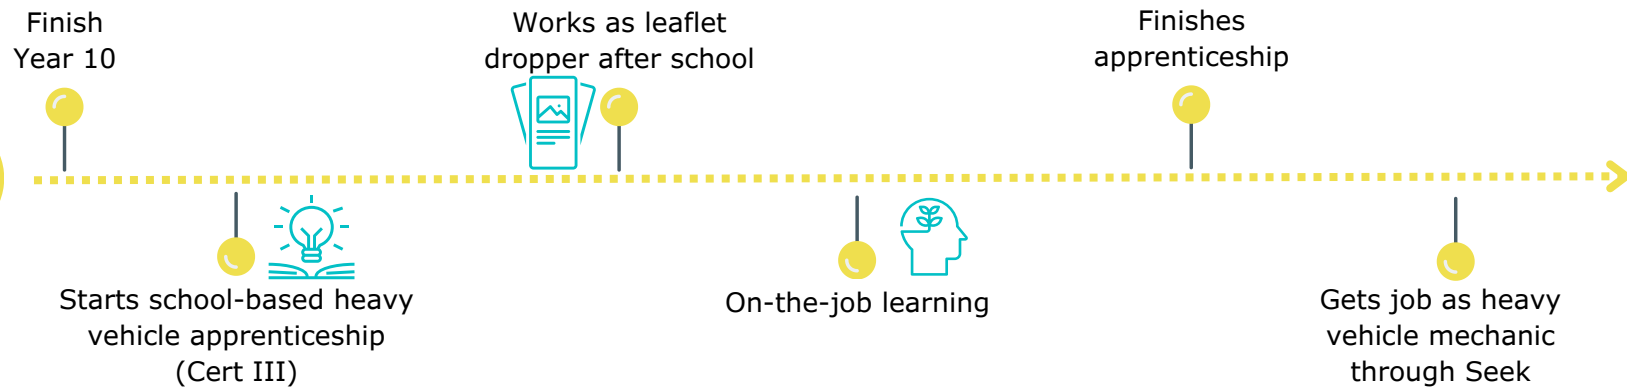 Finish
Year 10
Starts school-based heavy
vehicle apprenticeship
(Cert III)
Works as leaflet
dropper after school
On-the-job learning
Finishes
apprenticeship
Gets job as heavy
vehicle mechanic
through Seek